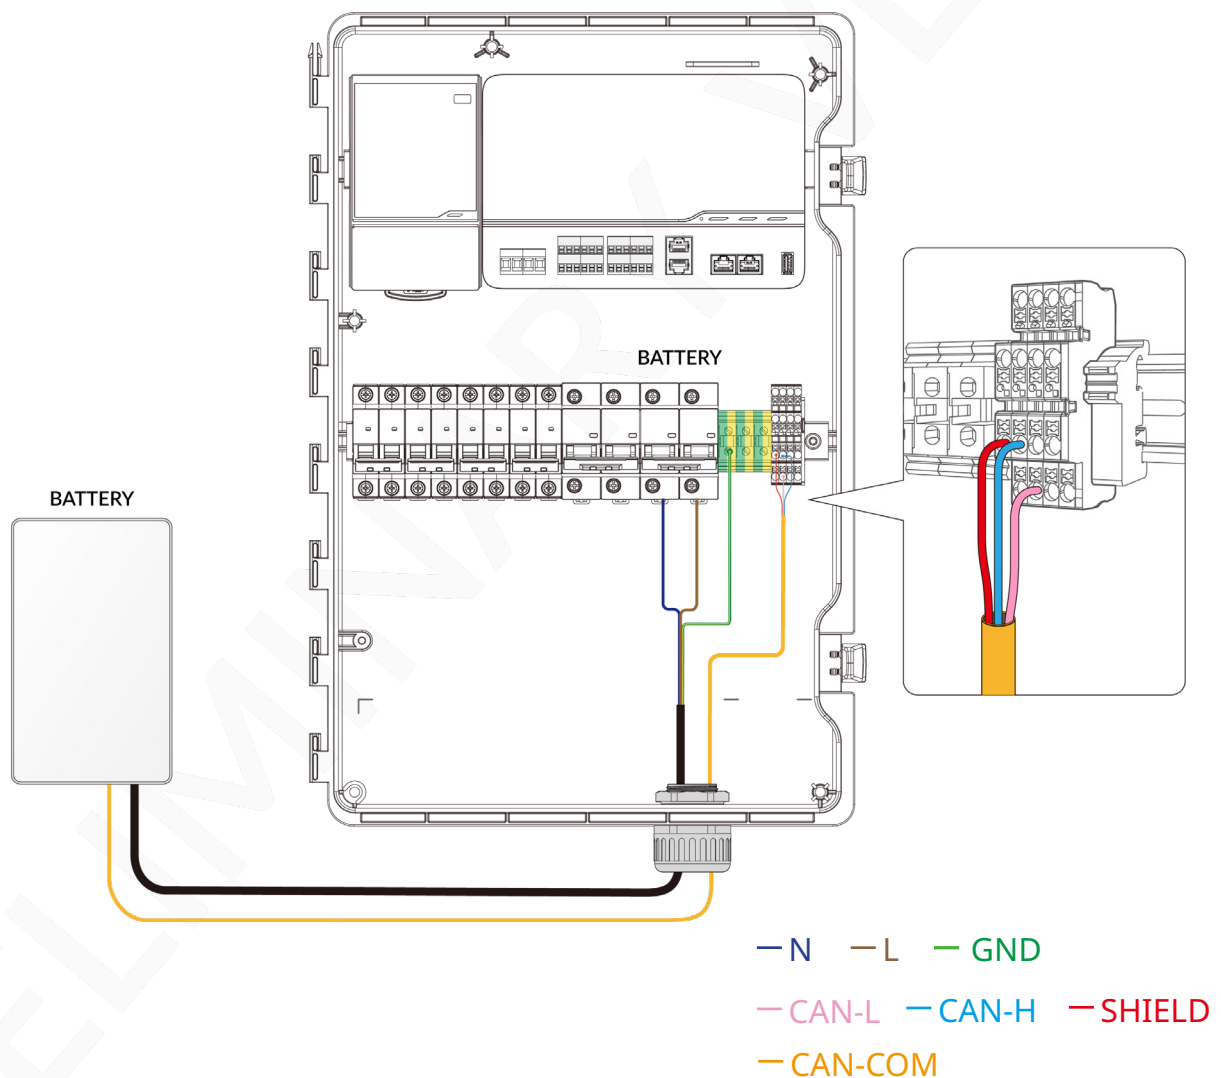 BATTERY
BATTERY
N L GND
CAN-L CAN-H SHIELD
CAN-COM